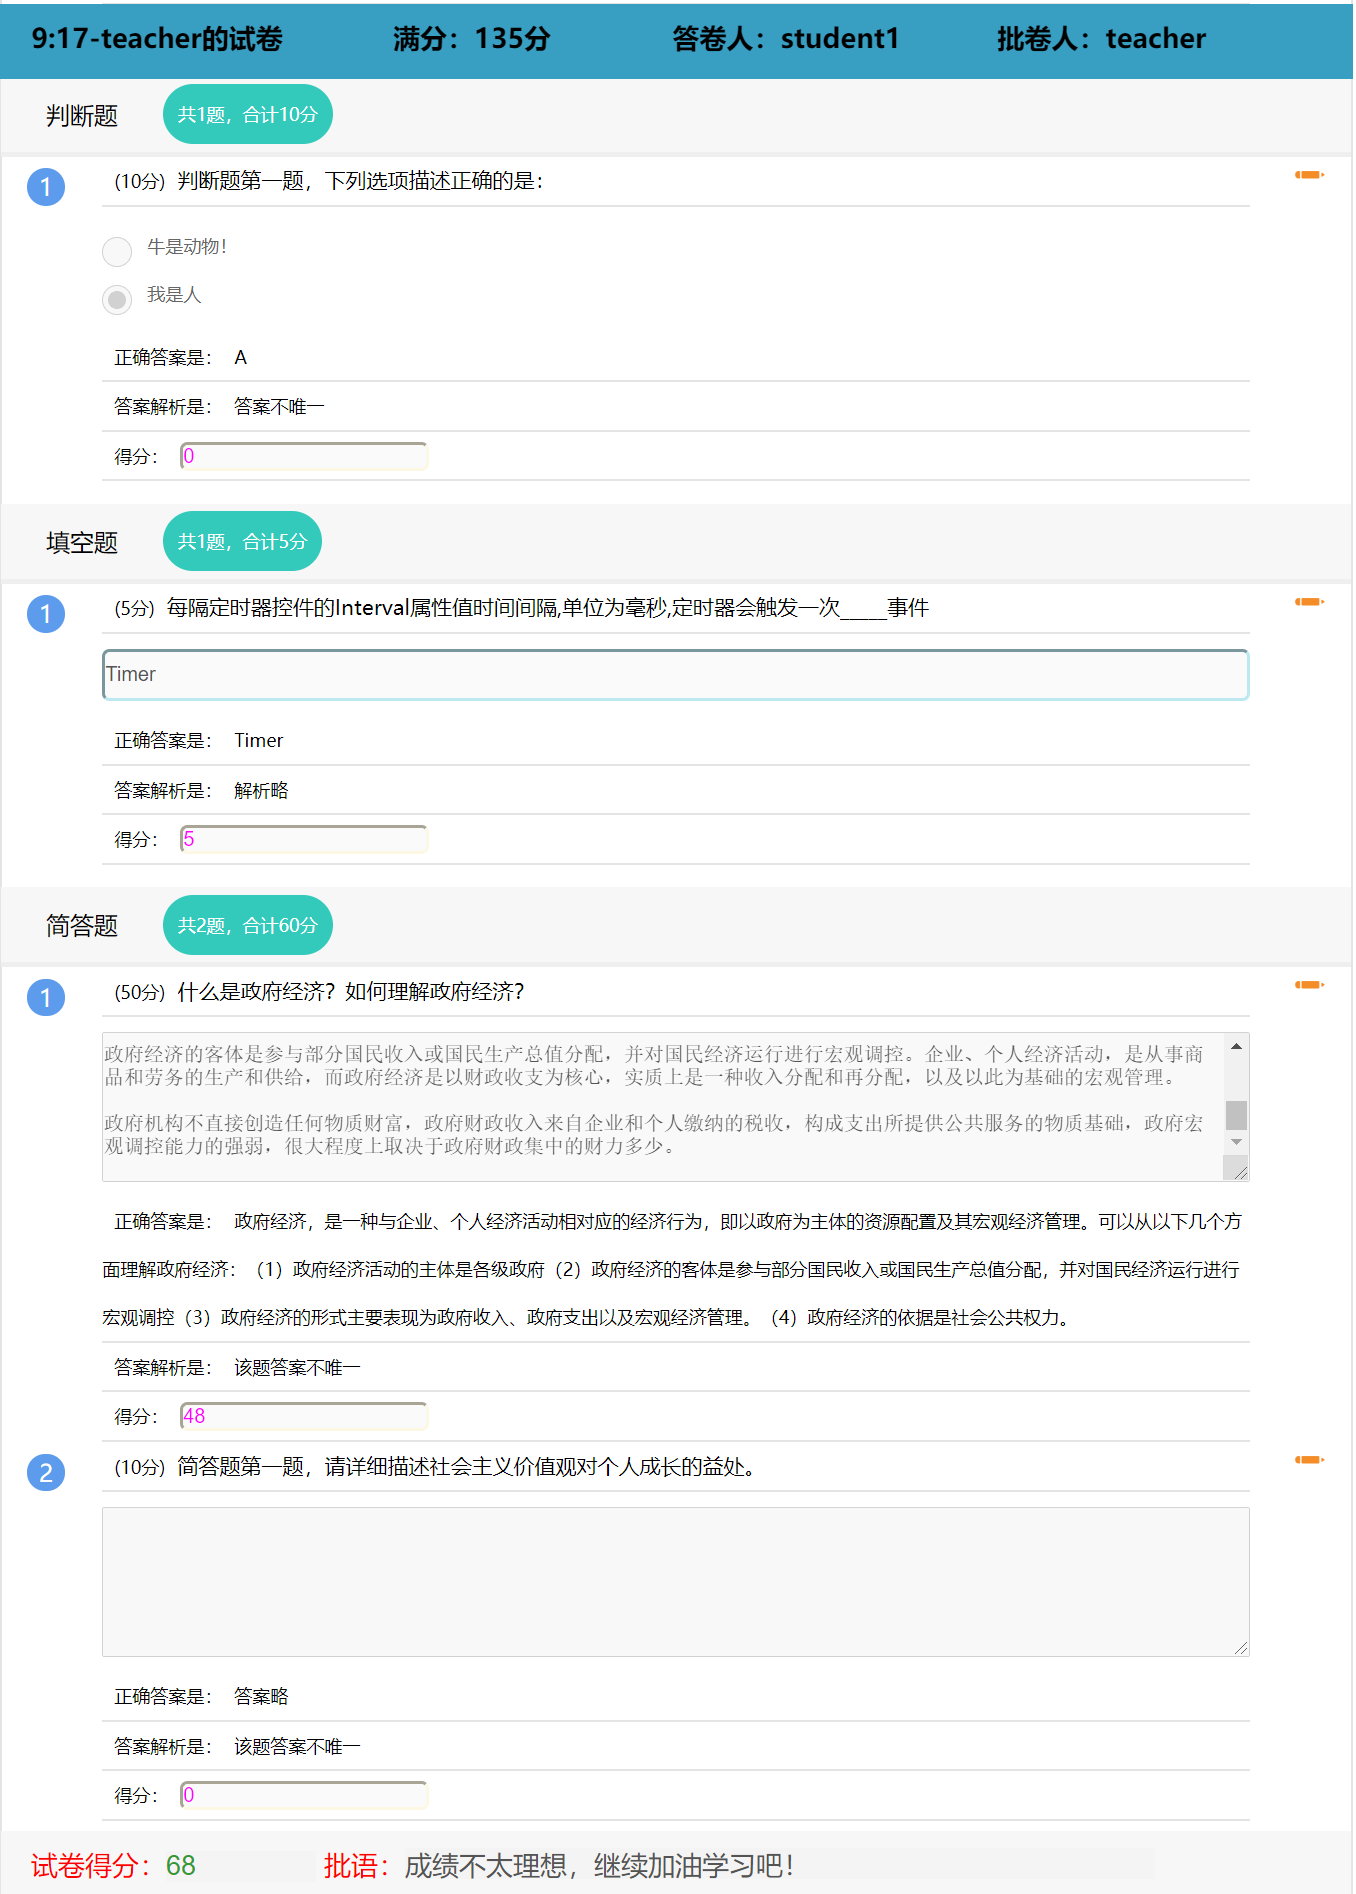 9:17-teacher的试卷 满分：135分 答卷人：student1 批卷人：teacher
判断题 共1题，合计10分
1 (10分) 判断题第一题，下列选项描述正确的是：
牛是动物！
我是人
正确答案是： A
答案解析是： 答案不唯一
得分： 0
填空题 共1题，合计5分
1 (5分) 每隔定时器控件的Interval属性值时间间隔,单位为毫秒,定时器会触发一次_____事件
Timer
正确答案是： Timer
答案解析是： 解析略
得分： 5
简答题 共2题，合计60分
1 (50分) 什么是政府经济？如何理解政府经济？
政府经济的客体是参与部分国民收入或国民生产总值分配，并对国民经济运行进行宏观调控。企业、个人经济活动，是从事商
品和劳务的生产和供给，而政府经济是以财政收支为核心，实质上是一种收入分配和再分配，以及以此为基础的宏观管理。
政府机构不直接创造任何物质财富，政府财政收入来自企业和个人缴纳的税收，构成支出所提供公共服务的物质基础，政府宏
观调控能力的强弱，很大程度上取决于政府财政集中的财力多少。
正确答案是： 政府经济，是一种与企业、个人经济活动相对应的经济行为，即以政府为主体的资源配置及其宏观经济管理。可以从以下几个方
面理解政府经济：（1）政府经济活动的主体是各级政府（2）政府经济的客体是参与部分国民收入或国民生产总值分配，并对国民经济运行进行
宏观调控（3）政府经济的形式主要表现为政府收入、政府支出以及宏观经济管理。（4）政府经济的依据是社会公共权力。
答案解析是： 该题答案不唯一
得分： 48
2 (10分) 简答题第一题，请详细描述社会主义价值观对个人成长的益处。
正确答案是： 答案略
答案解析是： 该题答案不唯一
得分： 0
试卷得分：68 批语：成绩不太理想，继续加油学习吧！